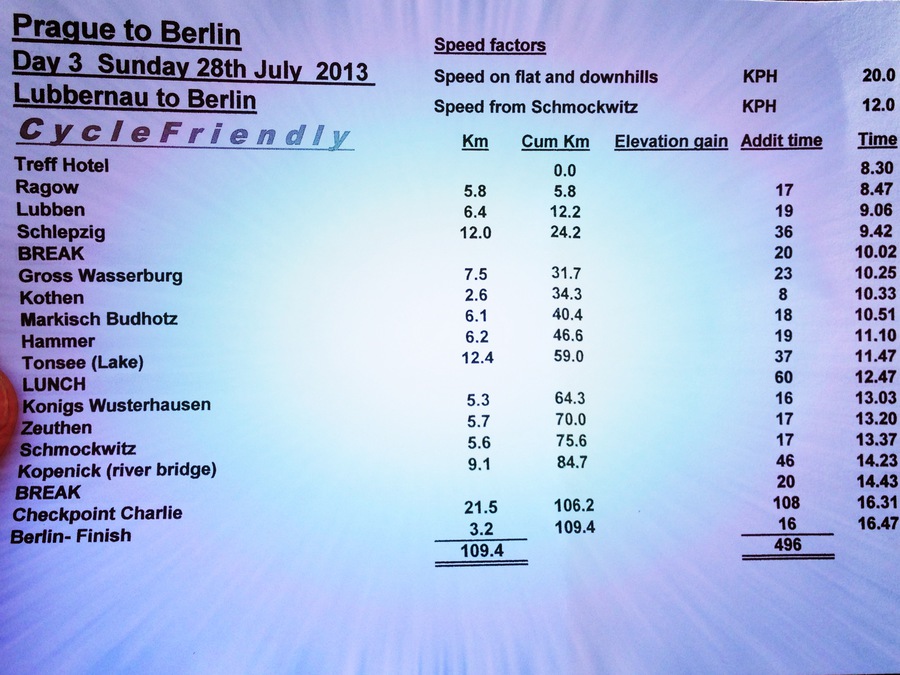 Prague to Berlin
Day 3 Sunday 28th July 2013
Lubbernau to Berlin
CycleFriendly
Speed factors
Speed on flat and downhills KPH 20.0
Speed from Schmockwitz KPH 12.0
Km Cum Km Elevation gain Addit time Time
Treff Hotel 0.0 8.30
Ragow 5.8 5.8 17 8.47
Lubben 6.4 12.2 19 9.06
Schlepzig 12.0 24.2 36 9.42
BREAK 20 10.02
Gross Wasserburg 7.5 31.7 23 10.25
Kothen 2.6 34.3 8 10.33
Markisch Budhotz 6.1 40.4 18 10.51
Hammer 6.2 46.6 19 11.10
Tonsee (Lake) 12.4 59.0 37 11.47
LUNCH 60 12.47
Konigs Wusterhausen 5.3 64.3 16 13.03
Zeuthen 5.7 70.0 17 13.20
Schmockwitz 5.6 75.6 17 13.37
Kopenick (river bridge) 9.1 84.7 46 14.23
BREAK 20 14.43
Checkpoint Charlie 21.5 106.2 108 16.31
Berlin- Finish 3.2 109.4 16 16.47
109.4 496